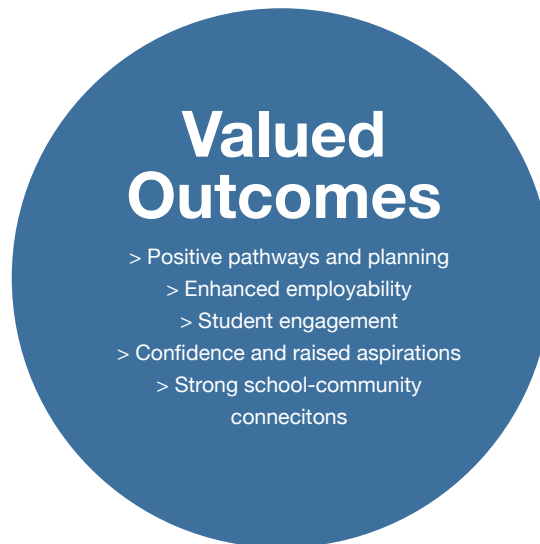 Valued
Outcomes
> Positive pathways and planning
> Enhanced employability
> Student engagement
> Confidence and raised aspirations
> Strong school-community
connecitons